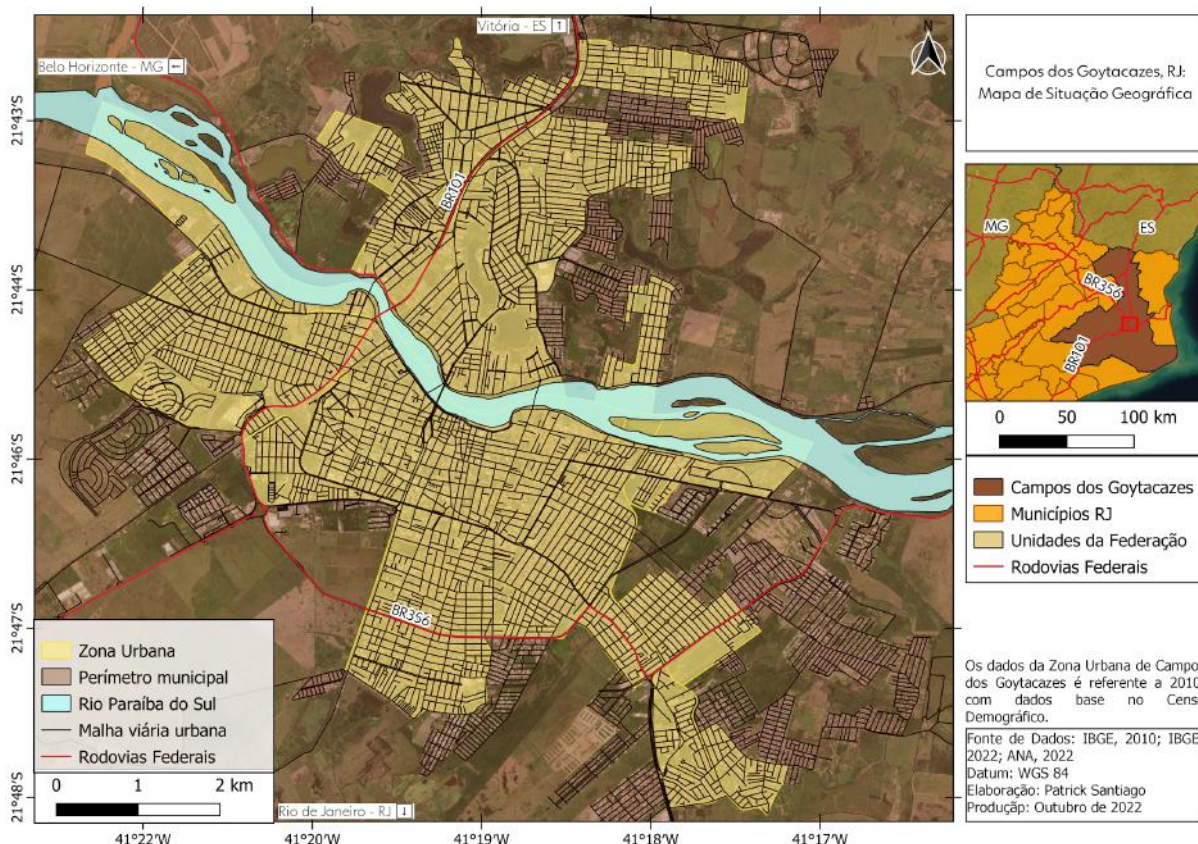 Vitória - ES ↑
Belo Horizonte - MG ←
N
BR101
BR356
Rio de Janeiro - RJ ↓
21°43'S
21°44'S
21°46'S
21°47'S
21°48'S
41°22'W
41°20'W
41°19'W
41°18'W
41°17'W
Zona Urbana
Perímetro municipal
Rio Paraíba do Sul
Malha viária urbana
Rodovias Federais
0 1 2 km
Campos dos Goytacazes, RJ:
Mapa de Situação Geográfica
MG
ES
BR356
BR101
0 50 100 km
Campos dos Goytacazes
Municípios RJ
Unidades da Federação
Rodovias Federais
Os dados da Zona Urbana de Campo
dos Goytacazes é referente a 2010
com dados base no Cens
Demográfico.
Fonte de Dados: IBGE, 2010; IBGE
2022; ANA, 2022
Datum: WGS 84
Elaboração: Patrick Santiago
Produção: Outubro de 2022